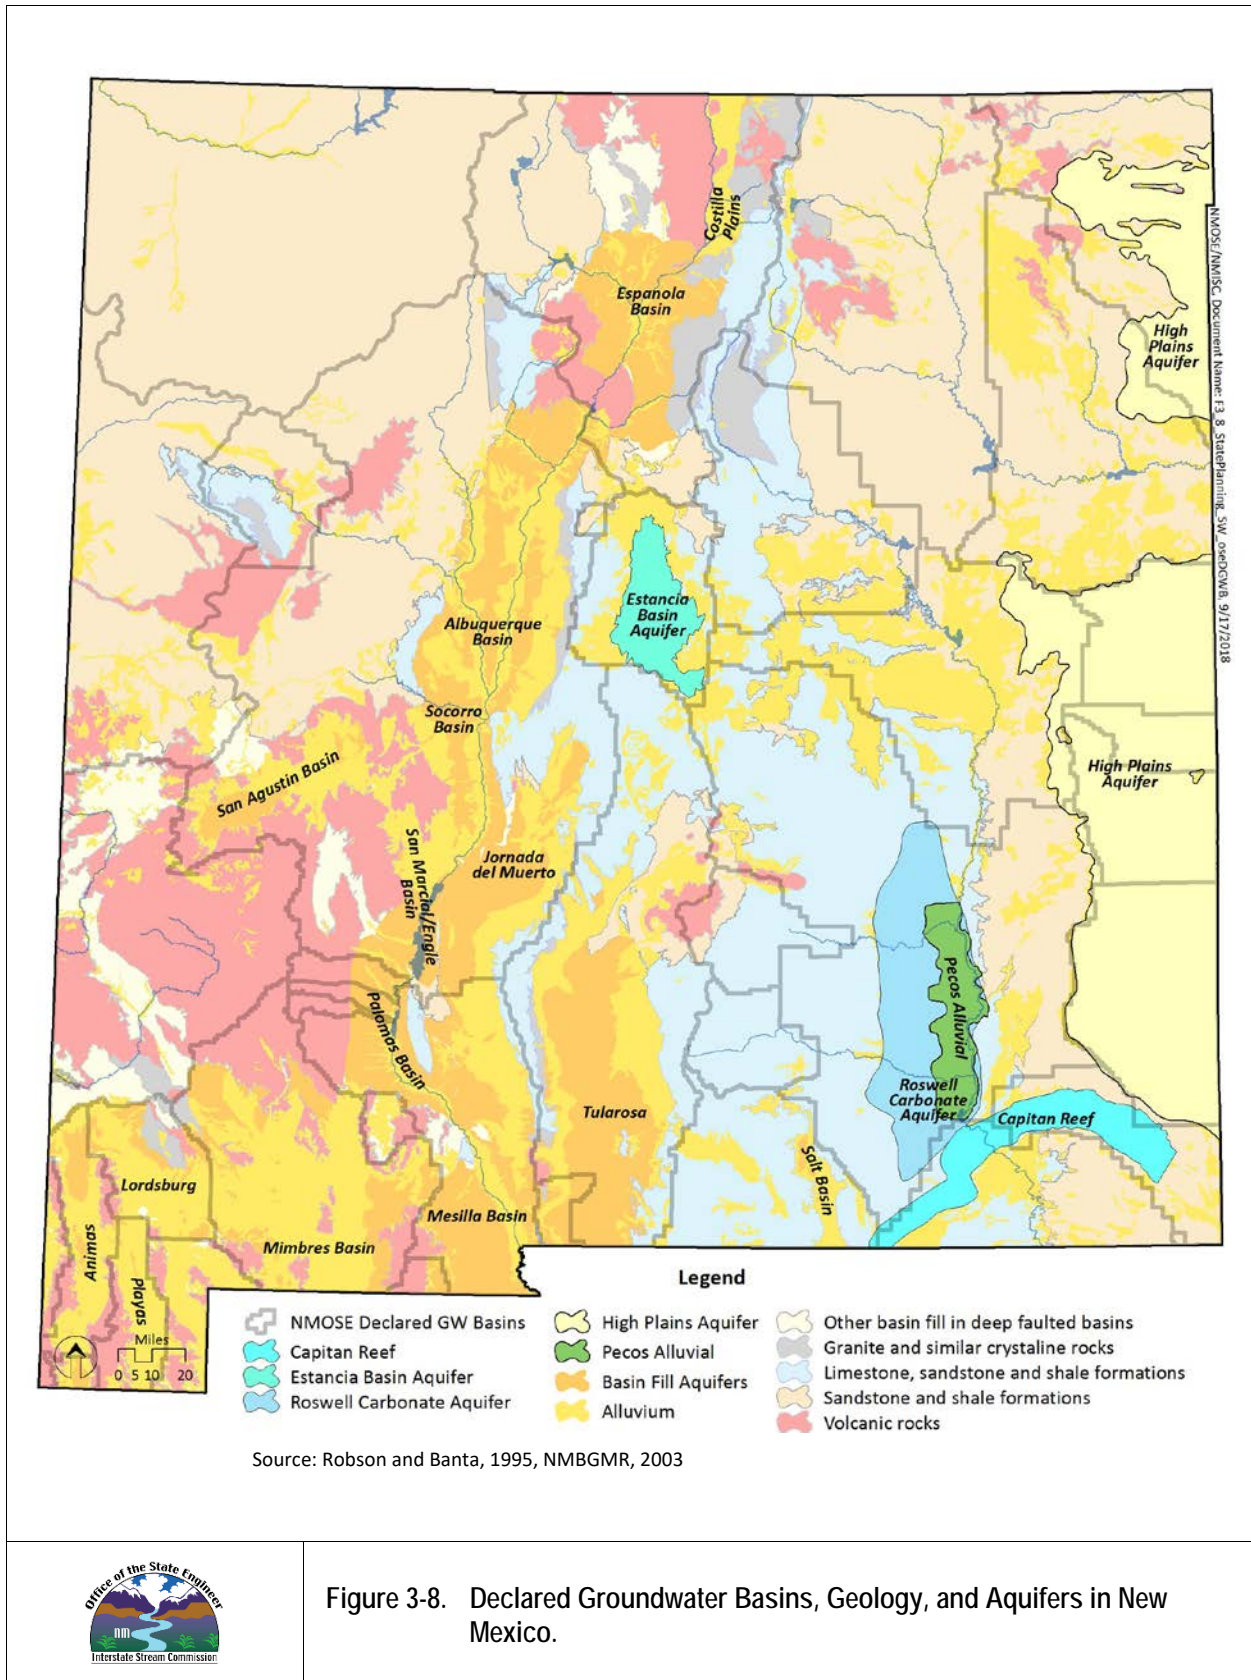 Costilla
Plains
Espanola
Basin
High
Plains
Aquifer
NMOSE/NMISC, Document Name: F3_8_StatePlanning_SW_oseDGWB, 9/17/2018
Estancia
Basin
Aquifer
Albuquerque
Basin
Socorro
Basin
San Agustin Basin
High Plains
Aquifer
Jornada
del Muerto
San Marcial/Engle
Basin
Pecos Alluvial
Palomas Basin
Roswell
Carbonate
Aquifer
Capitan Reef
Tularosa
Salt Basin
Lordsburg
Mesilla Basin
Animas
Mimbres Basin
Playas
Miles
0 5 10 20
Legend
NMOSE Declared GW Basins
Capitan Reef
Estancia Basin Aquifer
Roswell Carbonate Aquifer
High Plains Aquifer
Pecos Alluvial
Basin Fill Aquifers
Alluvium
Other basin fill in deep faulted basins
Granite and similar crystaline rocks
Limestone, sandstone and shale formations
Sandstone and shale formations
Volcanic rocks
Source: Robson and Banta, 1995, NMBGMR, 2003
Office of the State Engineer
nm
Interstate Stream Commission
Figure 3-8. Declared Groundwater Basins, Geology, and Aquifers in New
Mexico.